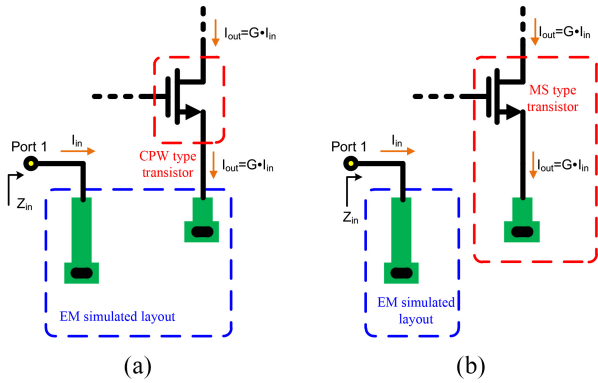 Iout=G•Iin
Port 1
Iin
Zin
CPW type
transistor
Iout=G•Iin
EM simulated layout
(a)
Iout=G•Iin
MS type
transistor
Port 1
Iin
Zin
Iout=G•Iin
EM simulated
layout
(b)